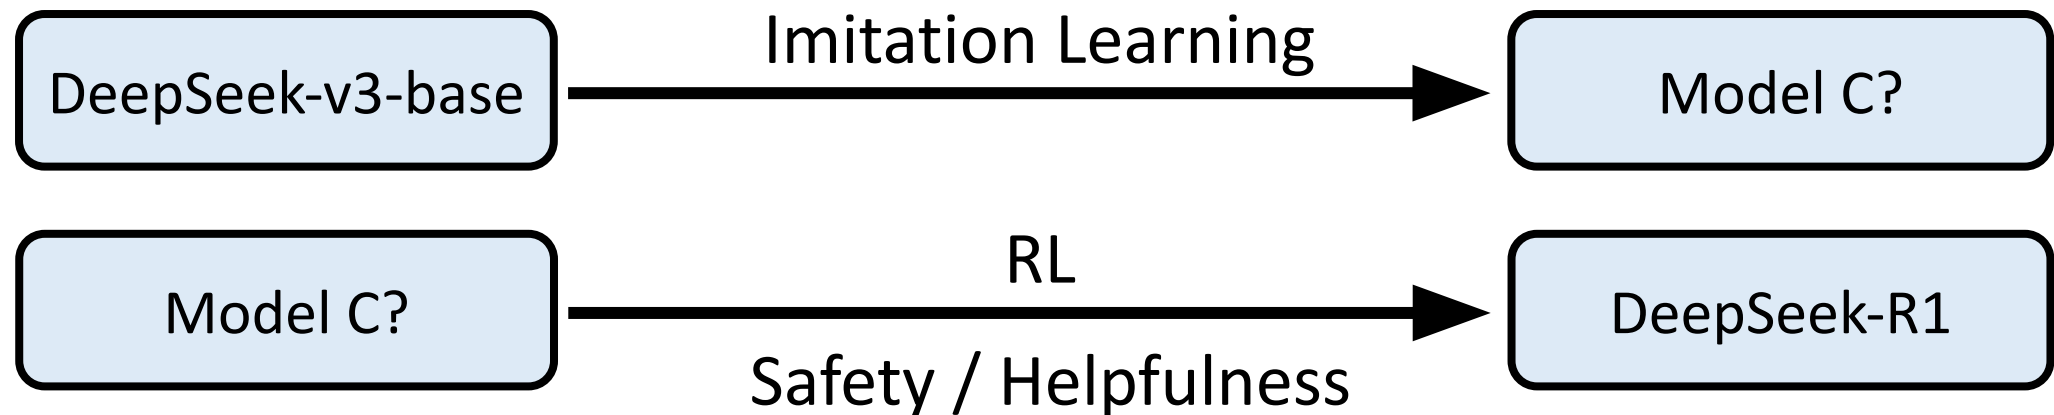 Imitation Learning
DeepSeek-v3-base
Model C?
RL
Model C?
DeepSeek-R1
Safety / Helpfulness